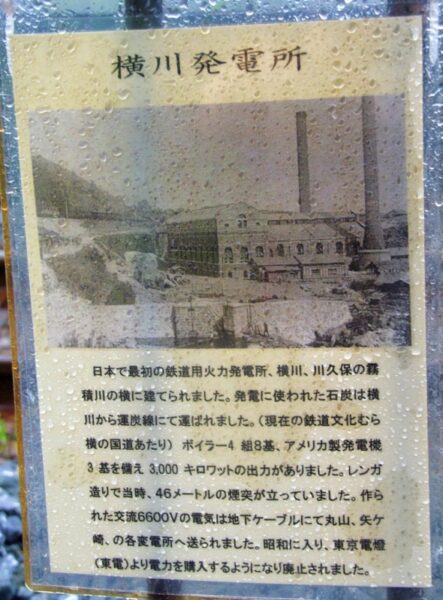 横川発電所
日本で最初の鉄道用火力発電所、横川、川久保の霧
積川の横に建てられました。発電に使われた石炭は横
川から運炭線にて運ばれました。(現在の鉄道文化むら
横の国道あたり) ボイラー4 組8基、アメリカ製発電機
3 基を備え 3,000 キロワットの出力がありました。レンガ
造りで当時、46メートルの煙突が立っていました。作ら
れた交流6600Vの電気は地下ケーブルにて丸山、矢ケ
崎、の各変電所へ送られました。昭和に入り、東京電燈
(東電)より電力を購入するようになり廃止されました。